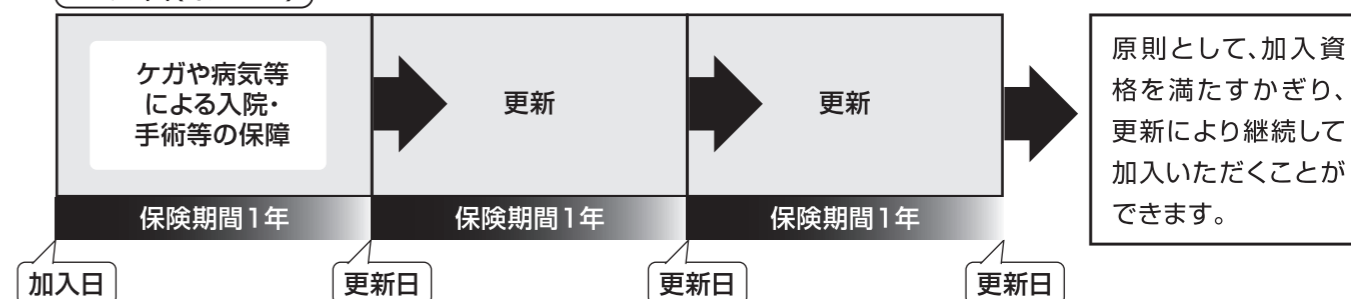 ケガや病気等
による入院・
手術等の保障
更新
更新
原則として、加入資
格を満たすかぎり、
更新により継続して
加入いただくことが
できます。
保険期間1年
保険期間1年
保険期間1年
加入日
更新日
更新日
更新日